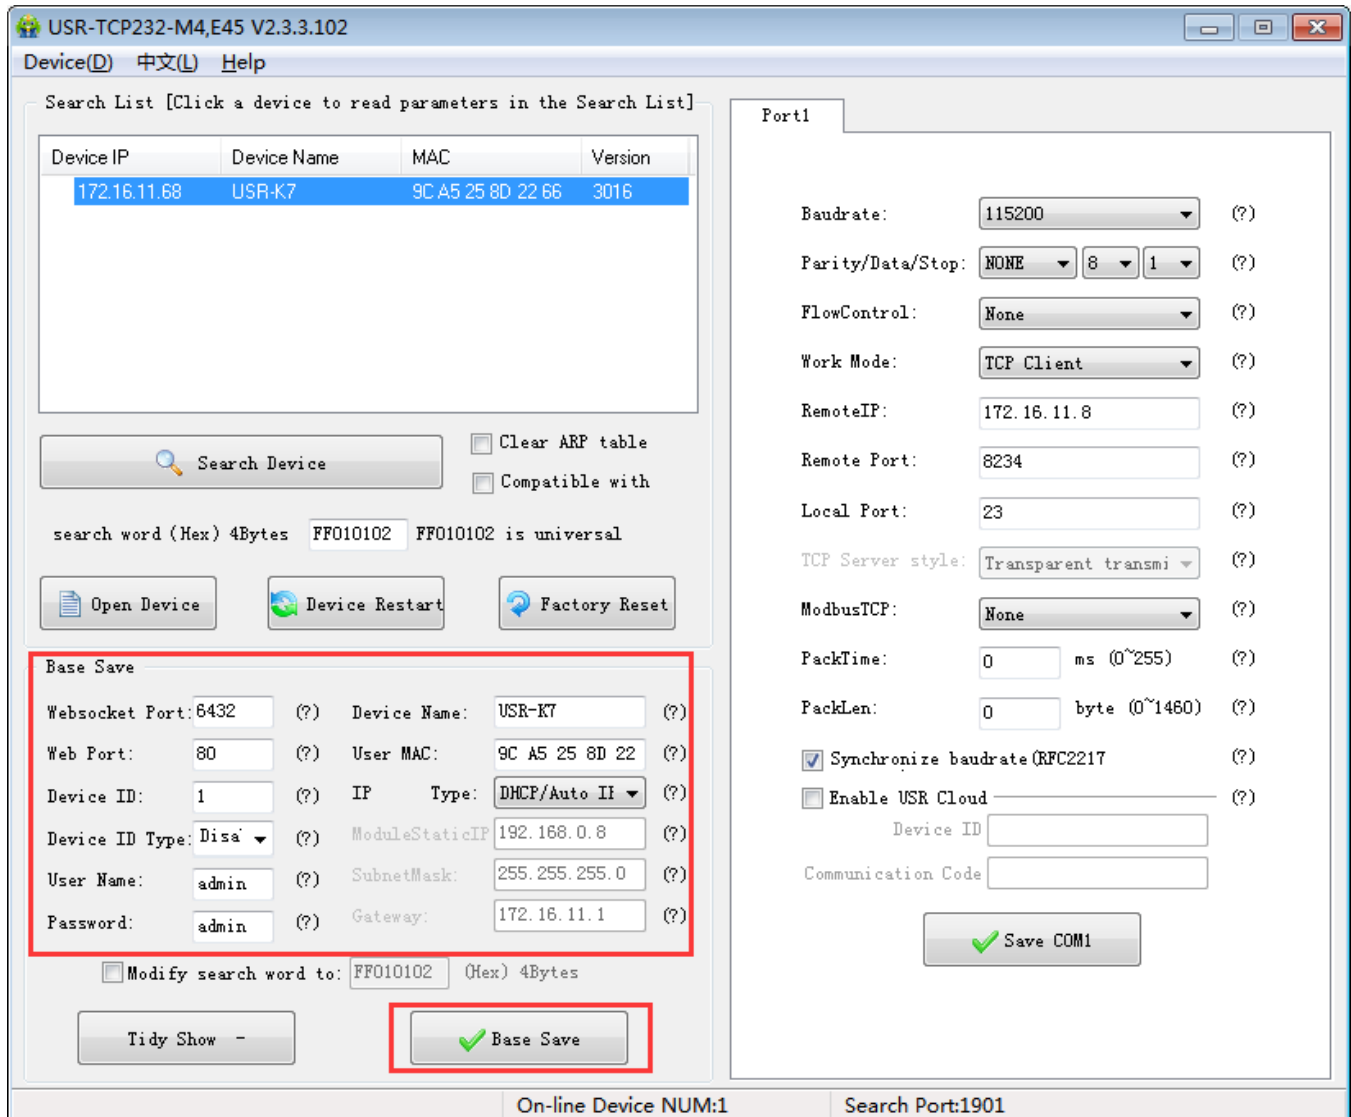 USR-TCP232-M4,E45 V2.3.3.102
Device(D) 中文(L) Help
Search List [Click a device to read parameters in the Search List]
Device IP Device Name MAC Version
172.16.11.68 USR-K7 9C A5 25 8D 22 66 3016
Search Device
Clear ARP table
Compatible with
search word (Hex) 4Bytes FF010102 FF010102 is universal
Open Device Device Restart Factory Reset
Base Save
Websocket Port: 6432 (?) Device Name: USR-K7 (?)
Web Port: 80 (?) User MAC: 9C A5 25 8D 22 (?)
Device ID: 1 (?) IP Type: DHCP/Auto II (?)
Device ID Type: Disa (?) ModuleStaticIP 192.168.0.8 (?)
User Name: admin (?) SubnetMask: 255.255.255.0 (?)
Password: admin (?) Gateway: 172.16.11.1 (?)
Modify search word to: FF010102 (Hex) 4Bytes
Tidy Show - Base Save
Port1
Baudrate: 115200 (?)
Parity/Data/Stop: NONE 8 1 (?)
FlowControl: None (?)
Work Mode: TCP Client (?)
RemoteIP: 172.16.11.8 (?)
Remote Port: 8234 (?)
Local Port: 23 (?)
TCP Server style: Transparent transmi (?)
ModbusTCP: None (?)
PackTime: 0 ms (0~255) (?)
PackLen: 0 byte (0~1460) (?)
Synchronize baudrate(RFC2217 (?)
Enable USR Cloud (?)
Device ID
Communication Code
Save COM1
On-line Device NUM:1 Search Port:1901